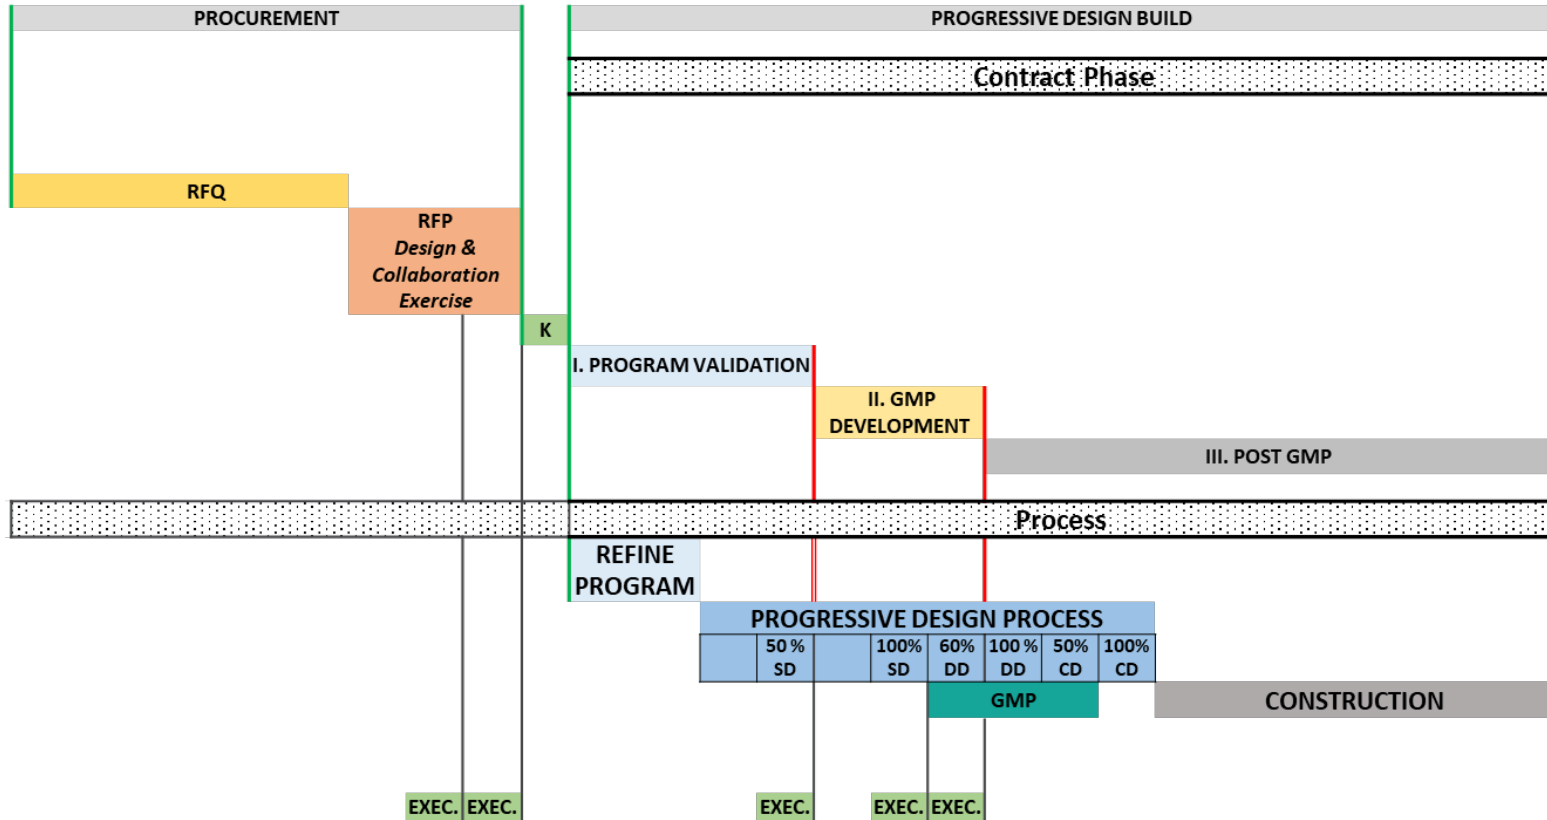 PROCUREMENT
PROGRESSIVE DESIGN BUILD
Contract Phase
RFQ
RFP
Design &
Collaboration
Exercise
K
I. PROGRAM VALIDATION
II. GMP
DEVELOPMENT
III. POST GMP
Process
REFINE
PROGRAM
PROGRESSIVE DESIGN PROCESS
50 %
SD
100%
SD
60%
DD
100 %
DD
50%
CD
100%
CD
GMP
CONSTRUCTION
EXEC.
EXEC.
EXEC.
EXEC.
EXEC.